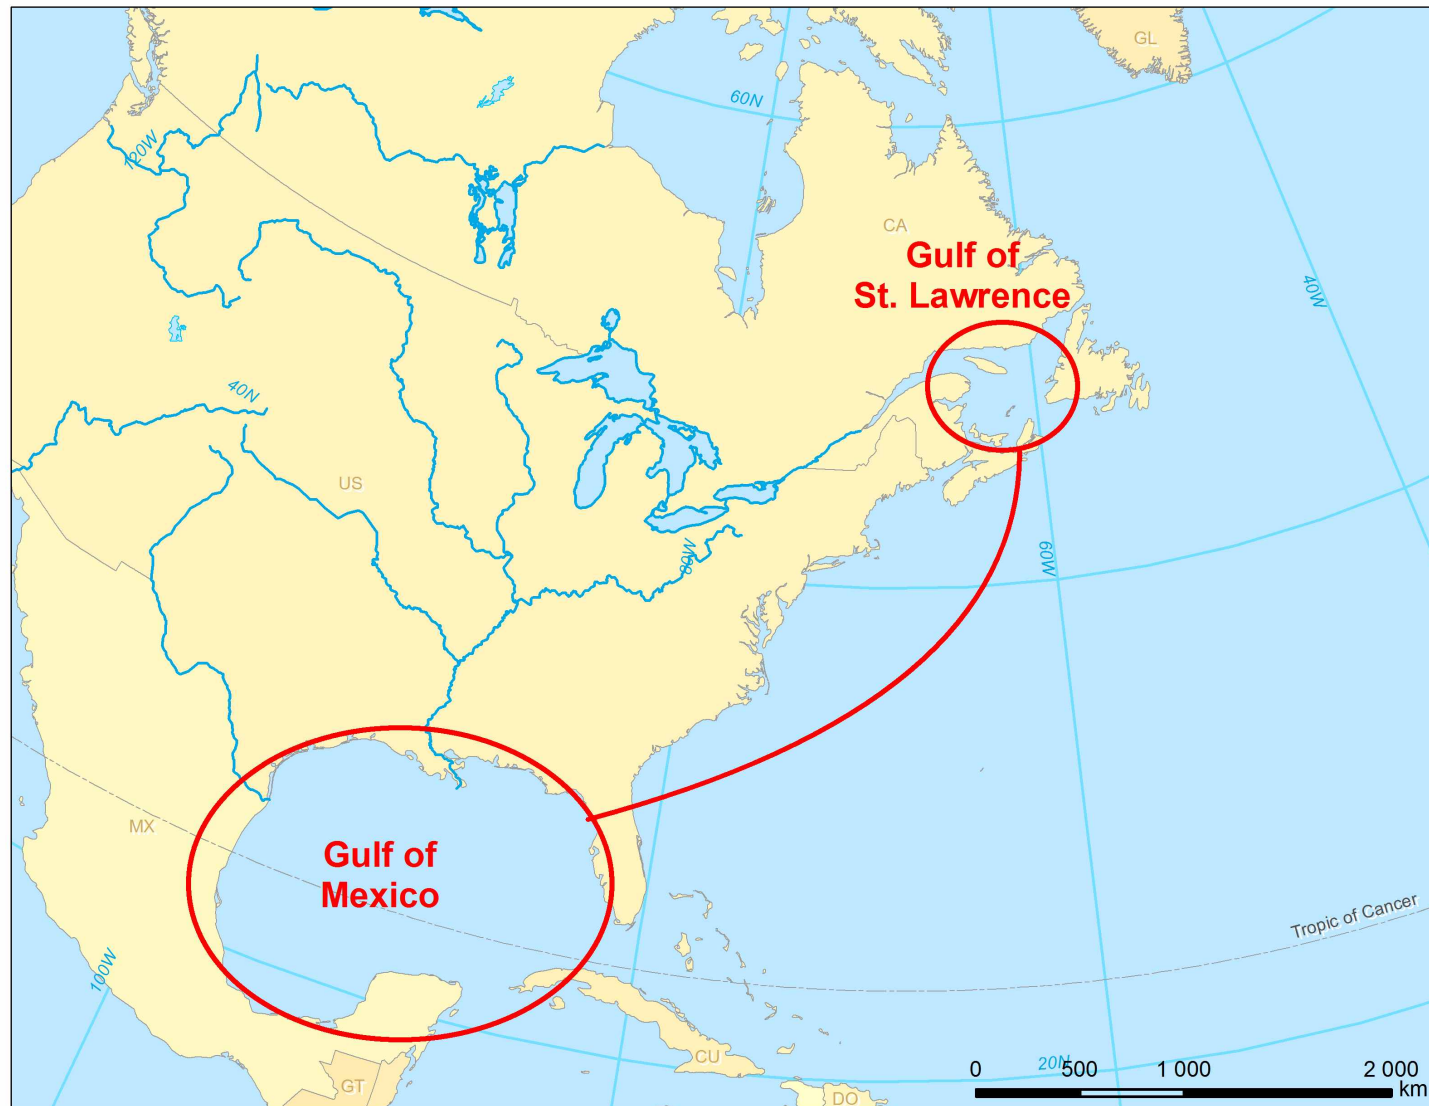 GL
60N
120W
CA
Gulf of
St. Lawrence
40W
40N
US
80W
60W
MX
Gulf of
Mexico
Tropic of Cancer
100W
CU
20N
0 500 1 000 2 000
km
GT
DO